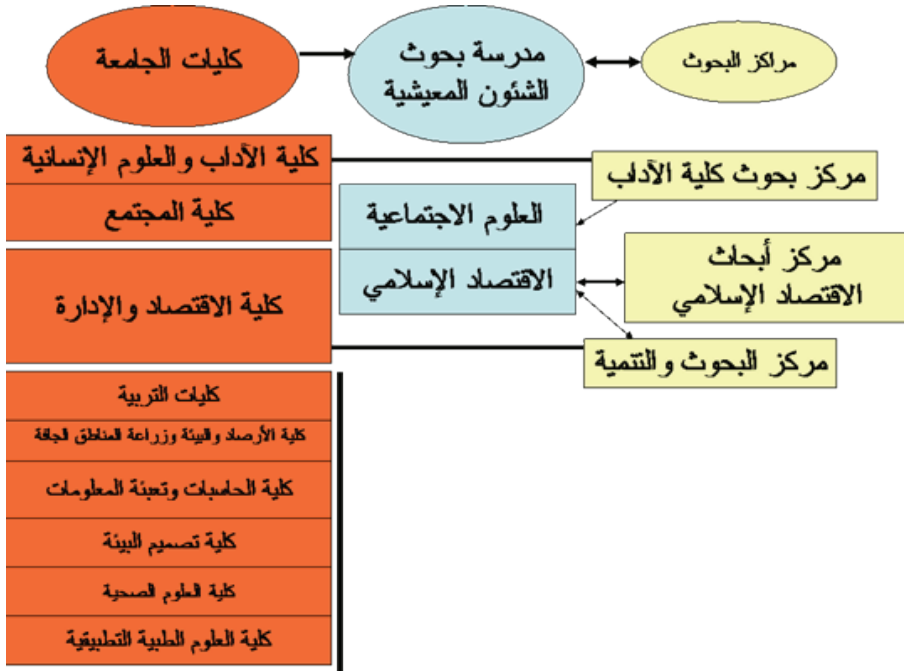 كليات الجامعة
مدرسة بحوث
الشئون المعيشية
مراكز البحوث
كلية الآداب والعلوم الإنسانية
مركز بحوث كلية الآداب
كلية المجتمع
العلوم الاجتماعية
مركز أبحاث
الاقتصاد الإسلامي
الاقتصاد الإسلامي
كلية الاقتصاد والإدارة
مركز البحوث والتنمية
كليات التربية
كلية الأرصاد والبيئة وزراعة المناطق الجافة
كلية الحاسبات وتعبئة المعلومات
كلية تصميم البيئة
كلية العلوم الصحية
كلية العلوم الطبية التطبيقية